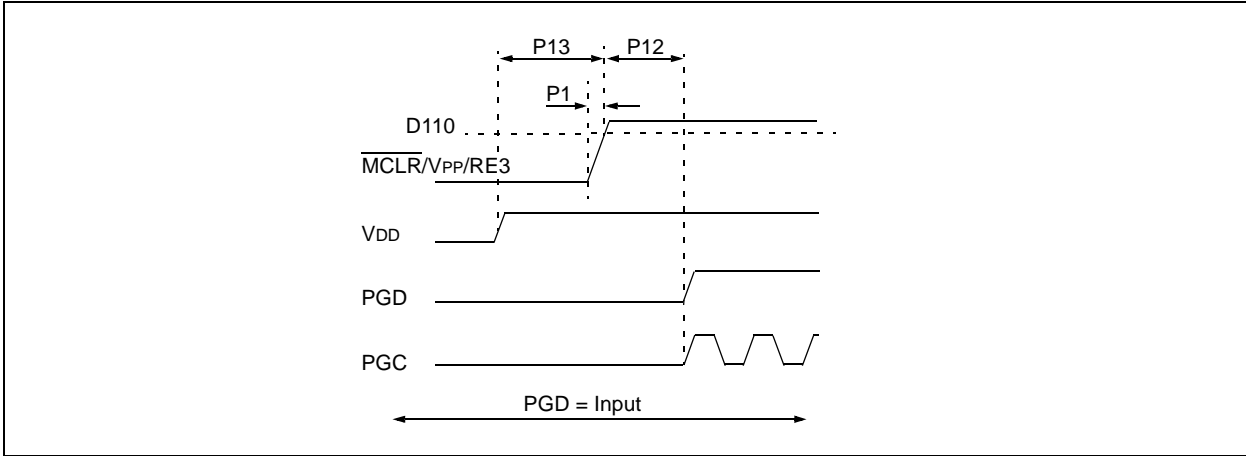 P13 P12
P1
D110
MCLR/VPP/RE3
VDD
PGD
PGC
PGD = Input